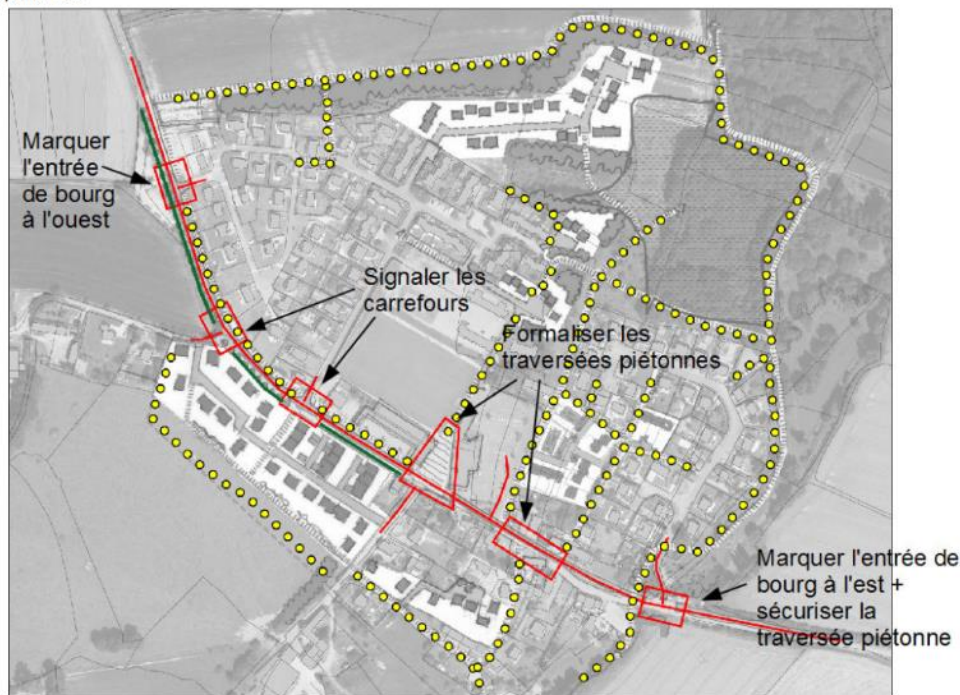 Marquer
l'entrée
de bourg
à l'ouest
Signaler les
carrefours
Formaliser les
traversées piétonnes
Marquer l'entrée de
bourg à l'est +
sécuriser la
traversée piétonne